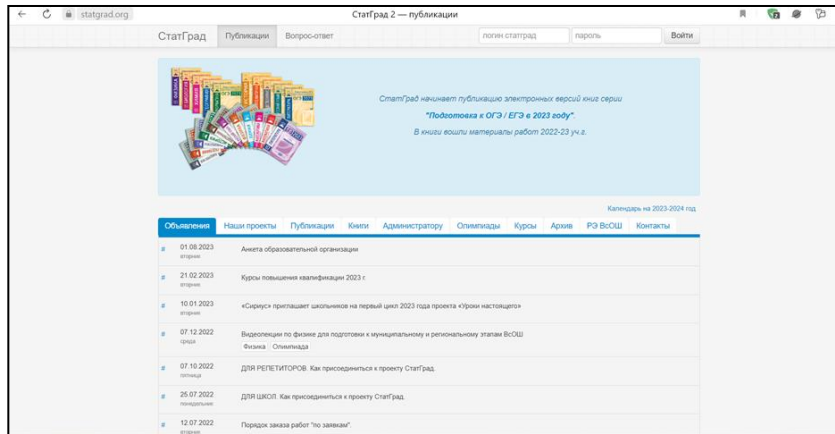 statgrad.org
СтатГрад 2 — публикации
СтатГрад Публикации Вопрос-ответ логин статград пароль Войти
СтатГрад начинает публикацию электронных версий книг серии
"Подготовка к ОГЭ / ЕГЭ в 2023 году".
В книги вошли материалы работ 2022-23 уч.г.
Календарь на 2023-2024 год
Объявления Наши проекты Публикации Книги Администратору Олимпиады Курсы Архив РЭ ВсОШ Контакты
# 01.08.2023 Анкета образовательной организации
вторник
# 21.02.2023 Курсы повышения квалификации 2023 г.
вторник
# 10.01.2023 «Сириус» приглашает школьников на первый цикл 2023 года проекта «Уроки настоящего»
вторник
# 07.12.2022 Видеолекции по физике для подготовки к муниципальному и региональному этапам ВсОШ
среда Физика Олимпиада
# 07.10.2022 ДЛЯ РЕПЕТИТОРОВ. Как присоединиться к проекту СтатГрад.
пятница
# 25.07.2022 ДЛЯ ШКОЛ. Как присоединиться к проекту СтатГрад.
понедельник
# 12.07.2022 Порядок заказа работ "по заявкам".
вторник